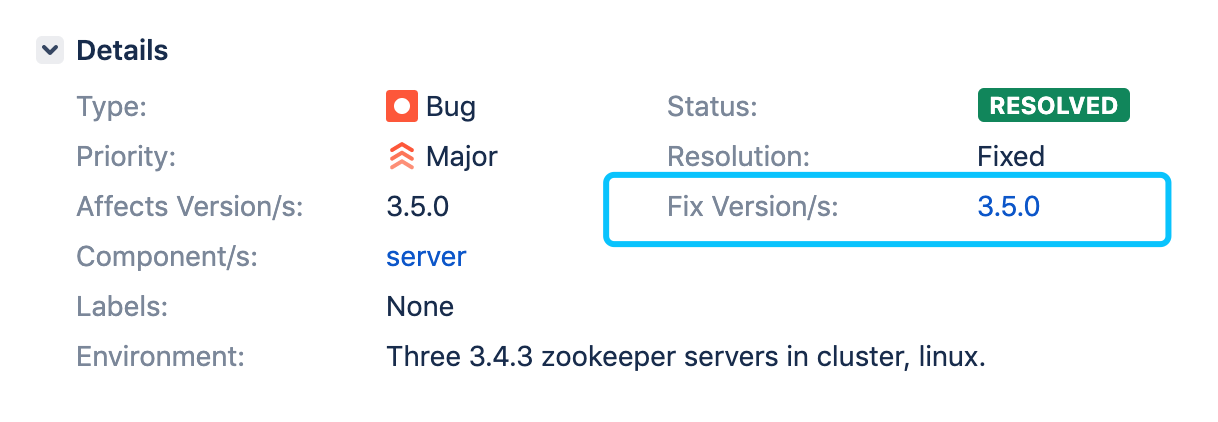 Details
Type: Bug Status: RESOLVED
Priority: Major Resolution: Fixed
Affects Version/s: 3.5.0 Fix Version/s: 3.5.0
Component/s: server
Labels: None
Environment: Three 3.4.3 zookeeper servers in cluster, linux.